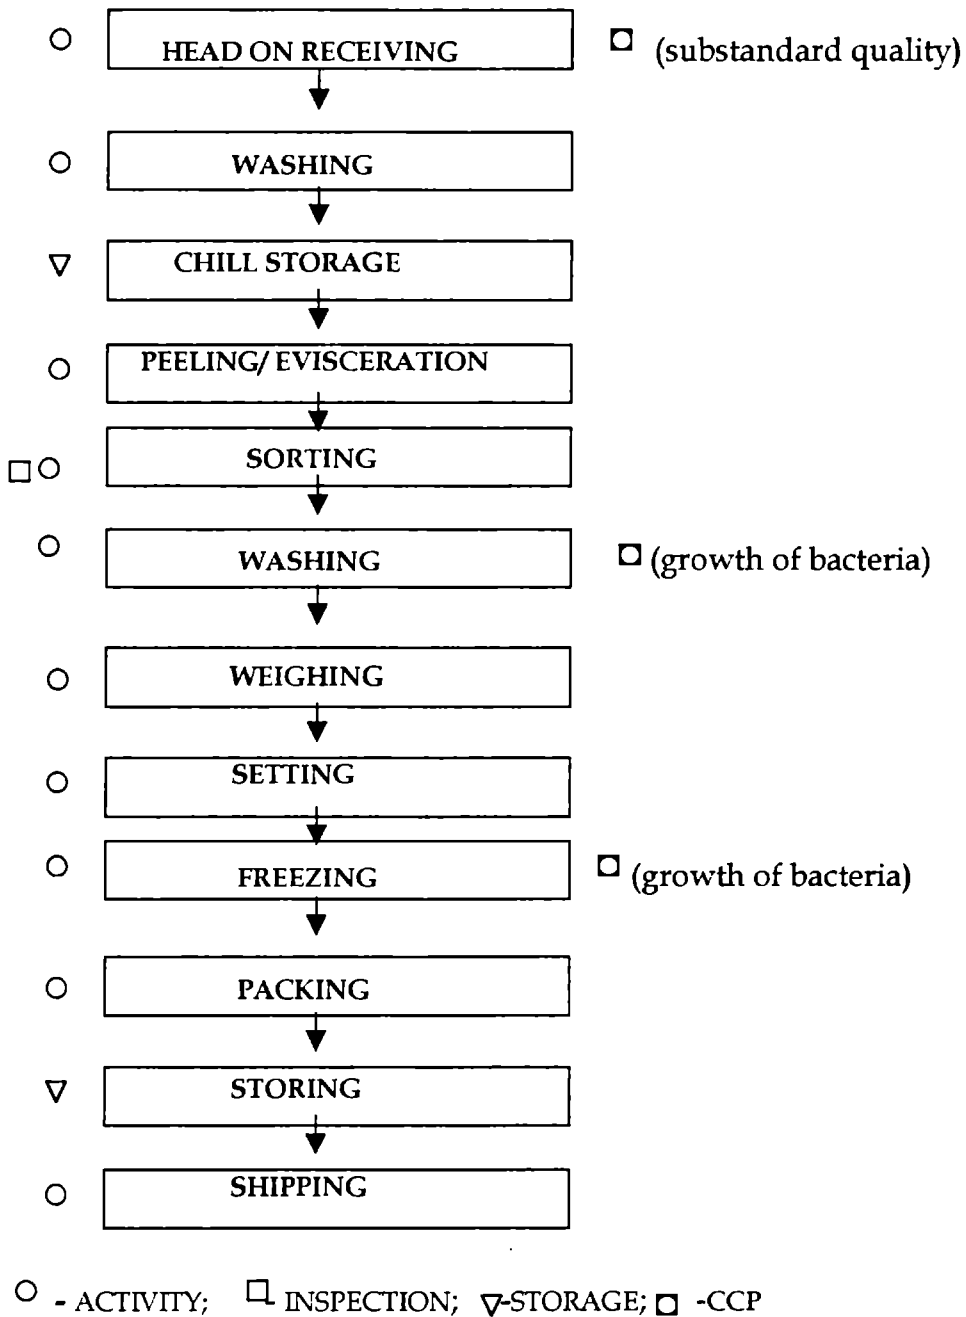 HEAD ON RECEIVING
(substandard quality)
WASHING
CHILL STORAGE
PEELING/ EVISCERATION
SORTING
WASHING
(growth of bacteria)
WEIGHING
SETTING
FREEZING
(growth of bacteria)
PACKING
STORING
SHIPPING
- ACTIVITY; - INSPECTION; -STORAGE; -CCP